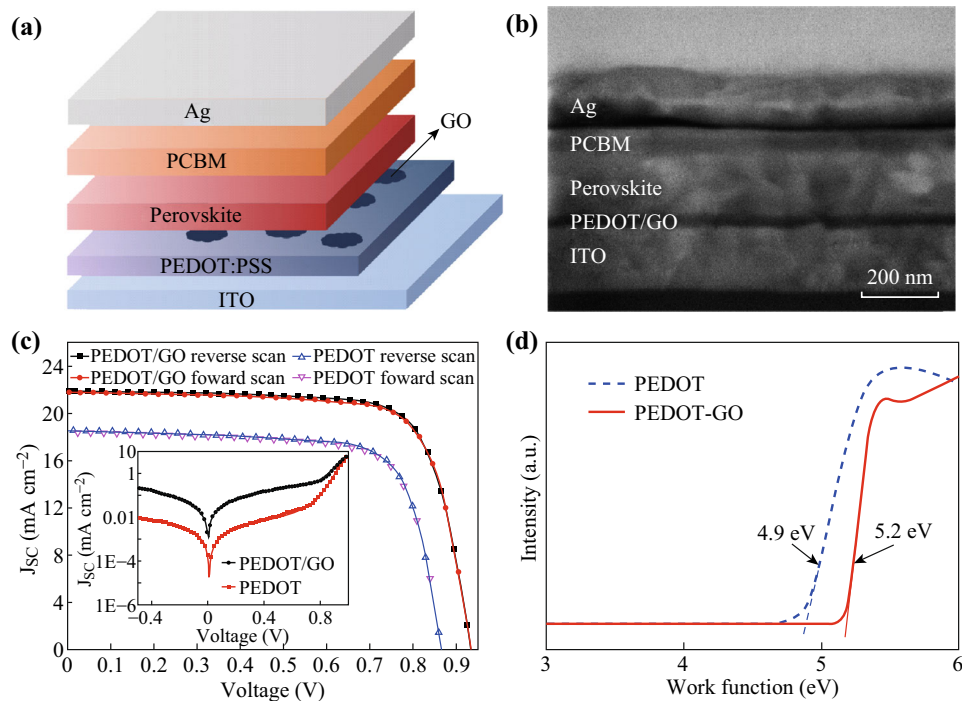 (a)
Ag
GO
PCBM
Perovskite
PEDOT:PSS
ITO
(b)
Ag
PCBM
Perovskite
PEDOT/GO
ITO
200 nm
(c)
PEDOT/GO reverse scan
PEDOT reverse scan
PEDOT/GO foward scan
PEDOT foward scan
24
20
16
12
8
4
0
J_SC (mA cm⁻²)
0 0.1 0.2 0.3 0.4 0.5 0.6 0.7 0.8 0.9
Voltage (V)
10
1
0.01
1E−4
1E−6
J_SC (mA cm⁻²)
PEDOT/GO
PEDOT
−0.4 0 0.4 0.8
Voltage (V)
(d)
PEDOT
PEDOT-GO
4.9 eV
5.2 eV
Intensity (a.u.)
3 4 5 6
Work function (eV)